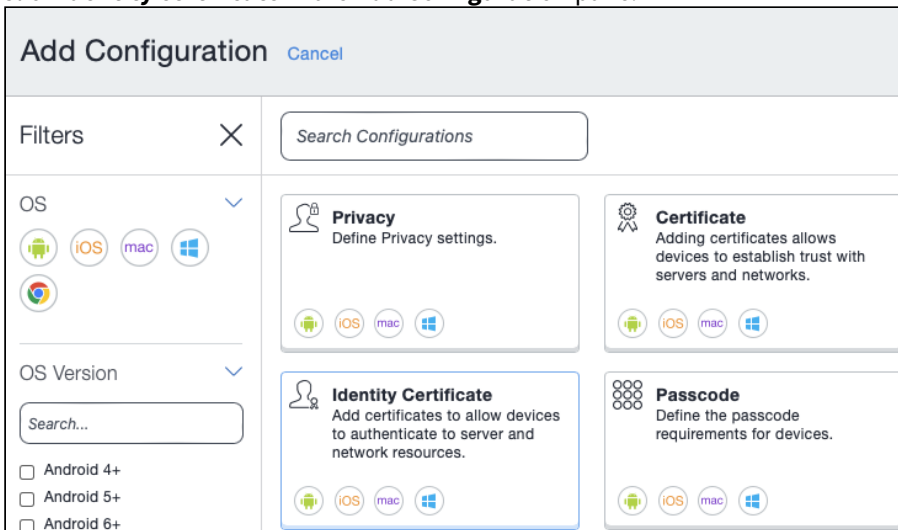 Add Configuration Cancel
Filters
Search Configurations
OS
iOS mac
Privacy
Define Privacy settings.
iOS mac
Certificate
Adding certificates allows
devices to establish trust with
servers and networks.
iOS mac
OS Version
Search...
Android 4+
Android 5+
Android 6+
Identity Certificate
Add certificates to allow devices
to authenticate to server and
network resources.
iOS mac
Passcode
Define the passcode
requirements for devices.
iOS mac